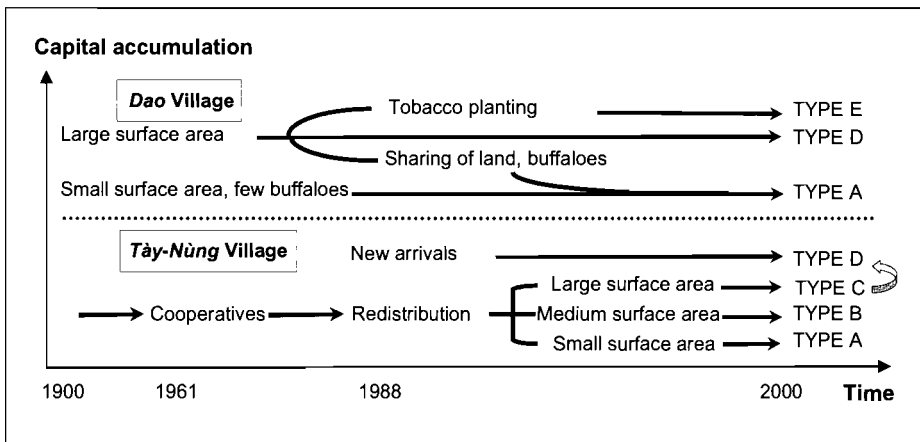 Capital accumulation
Dao Village
Tobacco planting TYPE E
Large surface area TYPE D
Sharing of land, buffaloes
Small surface area, few buffaloes TYPE A
Tày-Nùng Village New arrivals TYPE D
Large surface area TYPE C
Cooperatives Redistribution Medium surface area TYPE B
Small surface area TYPE A
1900 1961 1988 2000 Time